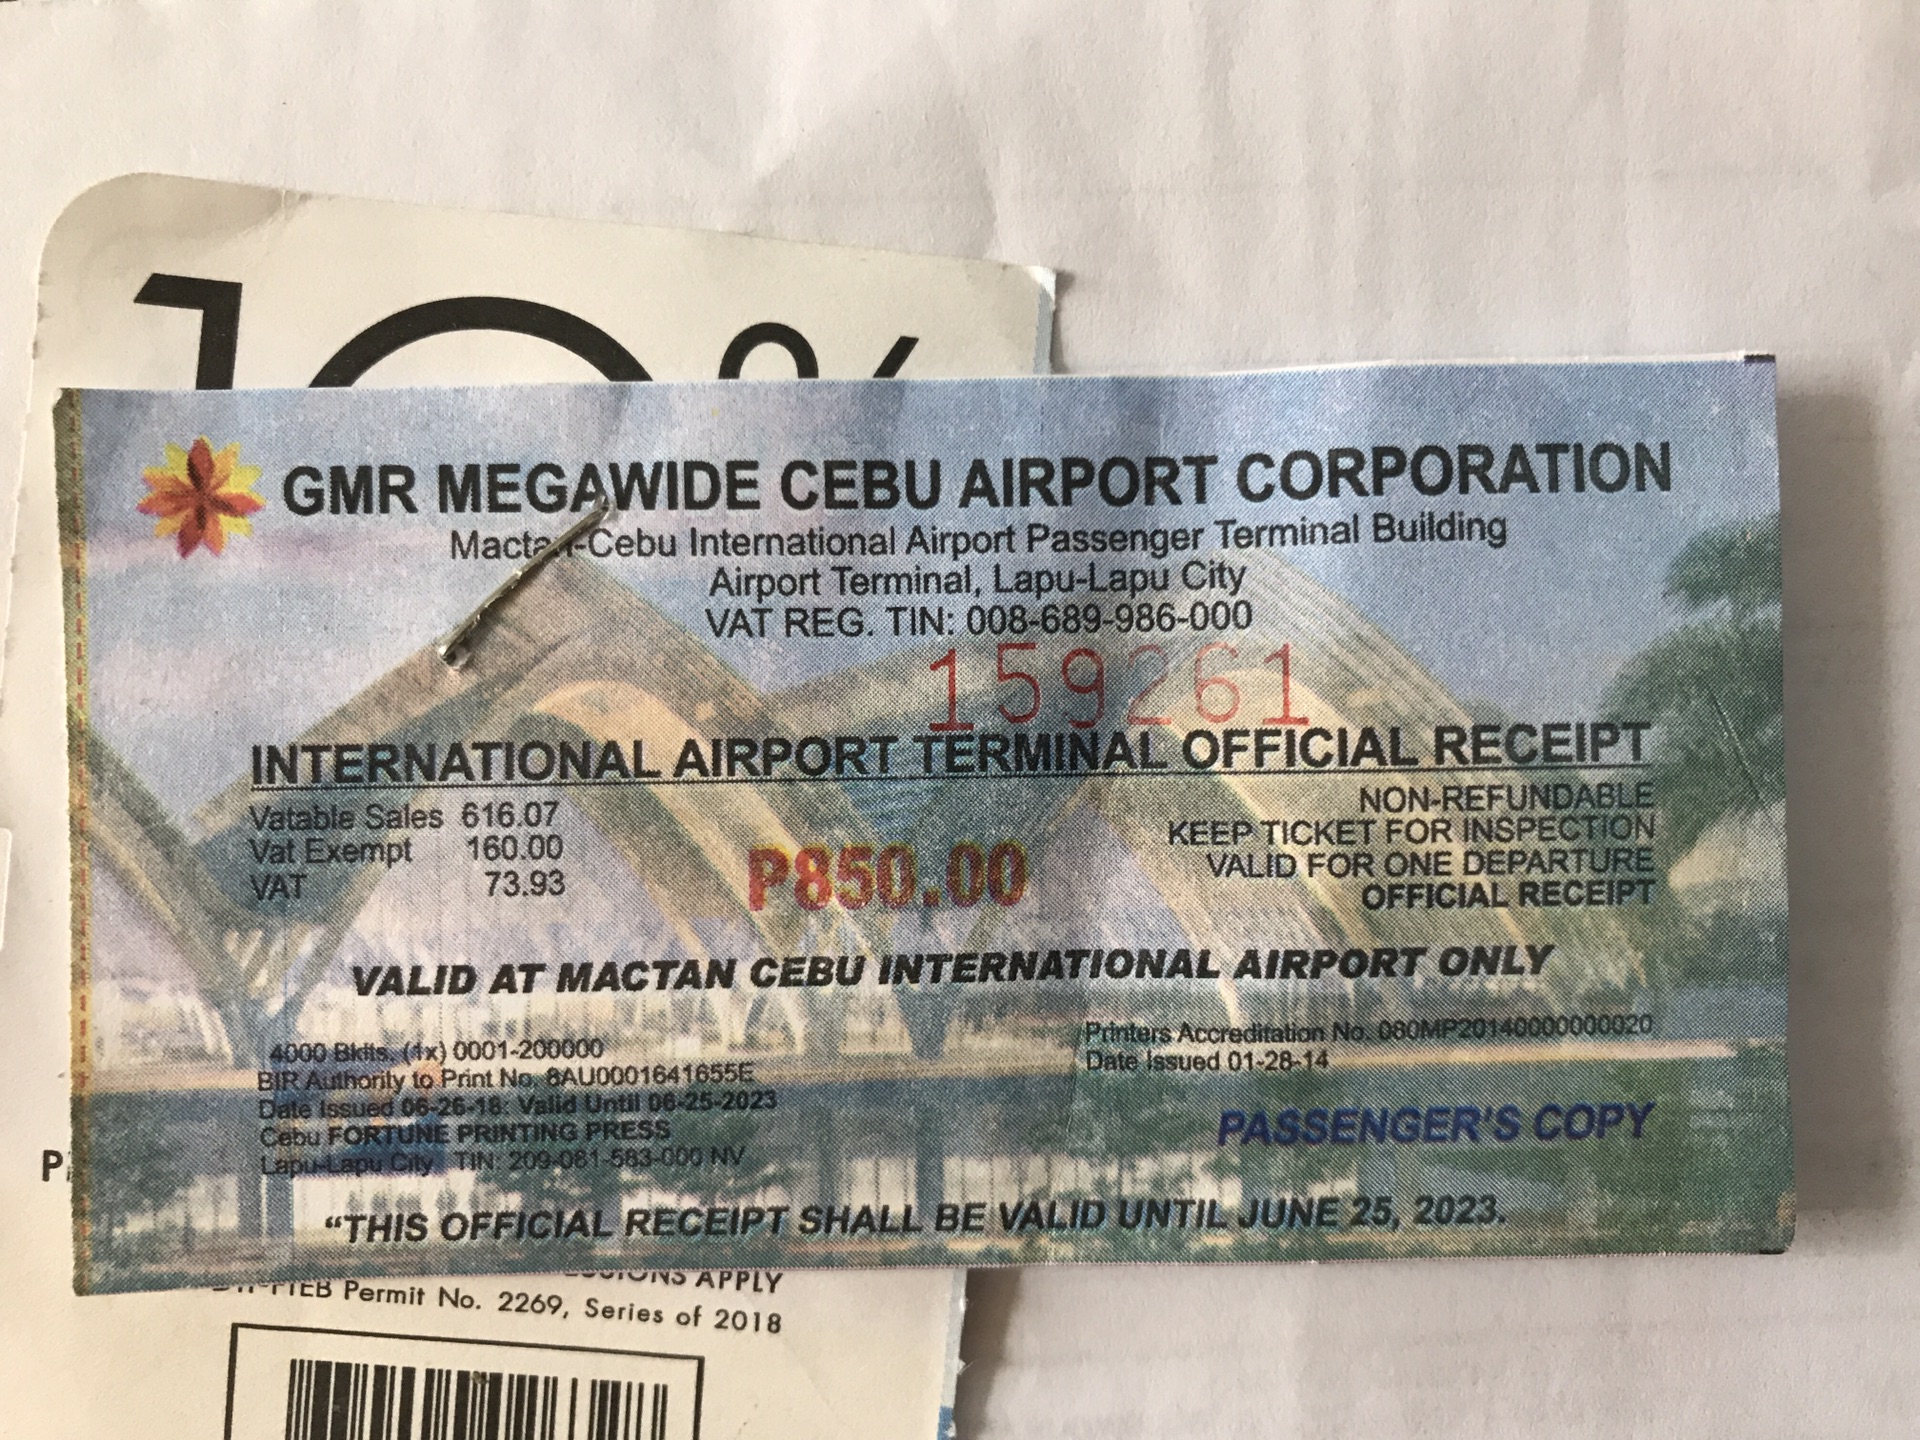 10%
GMR MEGAWIDE CEBU AIRPORT CORPORATION
Mactan-Cebu International Airport Passenger Terminal Building
Airport Terminal, Lapu-Lapu City
VAT REG. TIN: 008-689-986-000
159261
INTERNATIONAL AIRPORT TERMINAL OFFICIAL RECEIPT
Vatable Sales 616.07
Vat Exempt 160.00
VAT 73.93
P850.00
NON-REFUNDABLE
KEEP TICKET FOR INSPECTION
VALID FOR ONE DEPARTURE
OFFICIAL RECEIPT
VALID AT MACTAN CEBU INTERNATIONAL AIRPORT ONLY
4000 Bklts. (4x) 0001-200000
BIR Authority to Print No. 8AU0001641655E
Date Issued 06-26-18: Valid Until 06-25-2023
Cebu FORTUNE PRINTING PRESS
Lapu-Lapu City TIN: 209-081-583-000 NV
Printers Accreditation No. 080MP20140000000020
Date Issued 01-28-14
PASSENGER'S COPY
"THIS OFFICIAL RECEIPT SHALL BE VALID UNTIL JUNE 25, 2023.
APPLY
Permit No. 2269, Series of 2018